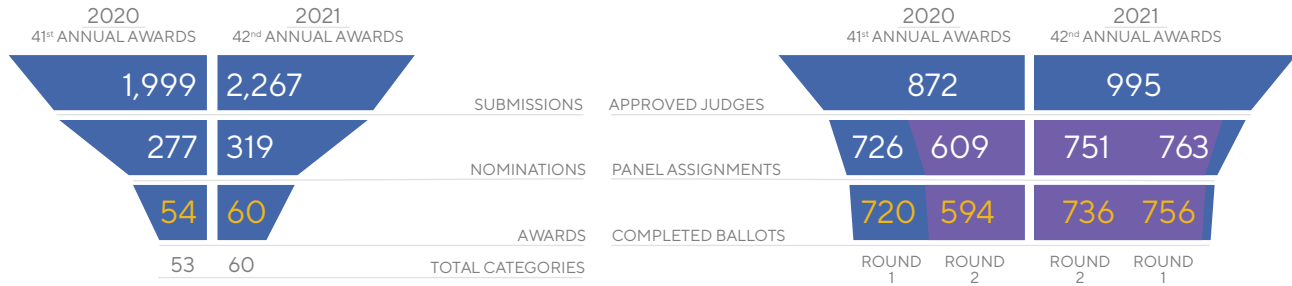 2020 2021
41st ANNUAL AWARDS 42nd ANNUAL AWARDS
1,999 2,267 SUBMISSIONS
277 319 NOMINATIONS
54 60 AWARDS
53 60 TOTAL CATEGORIES
2020 2021
41st ANNUAL AWARDS 42nd ANNUAL AWARDS
APPROVED JUDGES 872 995
PANEL ASSIGNMENTS 726 609 751 763
COMPLETED BALLOTS 720 594 736 756
ROUND ROUND ROUND ROUND
1 2 2 1